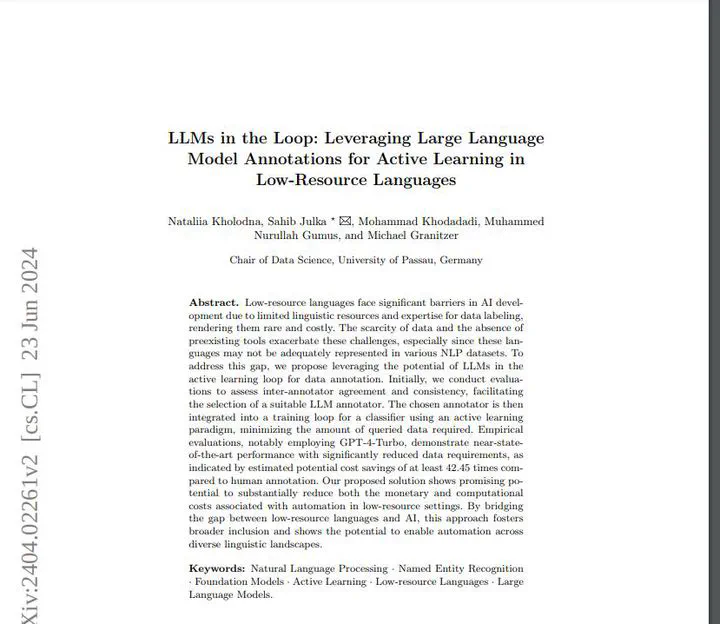 LLMs in the Loop: Leveraging Large Language
Model Annotations for Active Learning in
Low-Resource Languages
Nataliia Kholodna, Sahib Julka * ✉, Mohammad Khodadadi, Muhammed
Nurullah Gumus, and Michael Granitzer
Chair of Data Science, University of Passau, Germany
Abstract. Low-resource languages face significant barriers in AI devel-
opment due to limited linguistic resources and expertise for data labeling,
rendering them rare and costly. The scarcity of data and the absence of
preexisting tools exacerbate these challenges, especially since these lan-
guages may not be adequately represented in various NLP datasets. To
address this gap, we propose leveraging the potential of LLMs in the
active learning loop for data annotation. Initially, we conduct evalua-
tions to assess inter-annotator agreement and consistency, facilitating
the selection of a suitable LLM annotator. The chosen annotator is then
integrated into a training loop for a classifier using an active learning
paradigm, minimizing the amount of queried data required. Empirical
evaluations, notably employing GPT-4-Turbo, demonstrate near-state-
of-the-art performance with significantly reduced data requirements, as
indicated by estimated potential cost savings of at least 42.45 times com-
pared to human annotation. Our proposed solution shows promising po-
tential to substantially reduce both the monetary and computational
costs associated with automation in low-resource settings. By bridging
the gap between low-resource languages and AI, this approach fosters
broader inclusion and shows the potential to enable automation across
diverse linguistic landscapes.
Keywords: Natural Language Processing · Named Entity Recognition
· Foundation Models · Active Learning · Low-resource Languages · Large
Language Models.
Xiv:2404.02261v2 [cs.CL] 23 Jun 2024